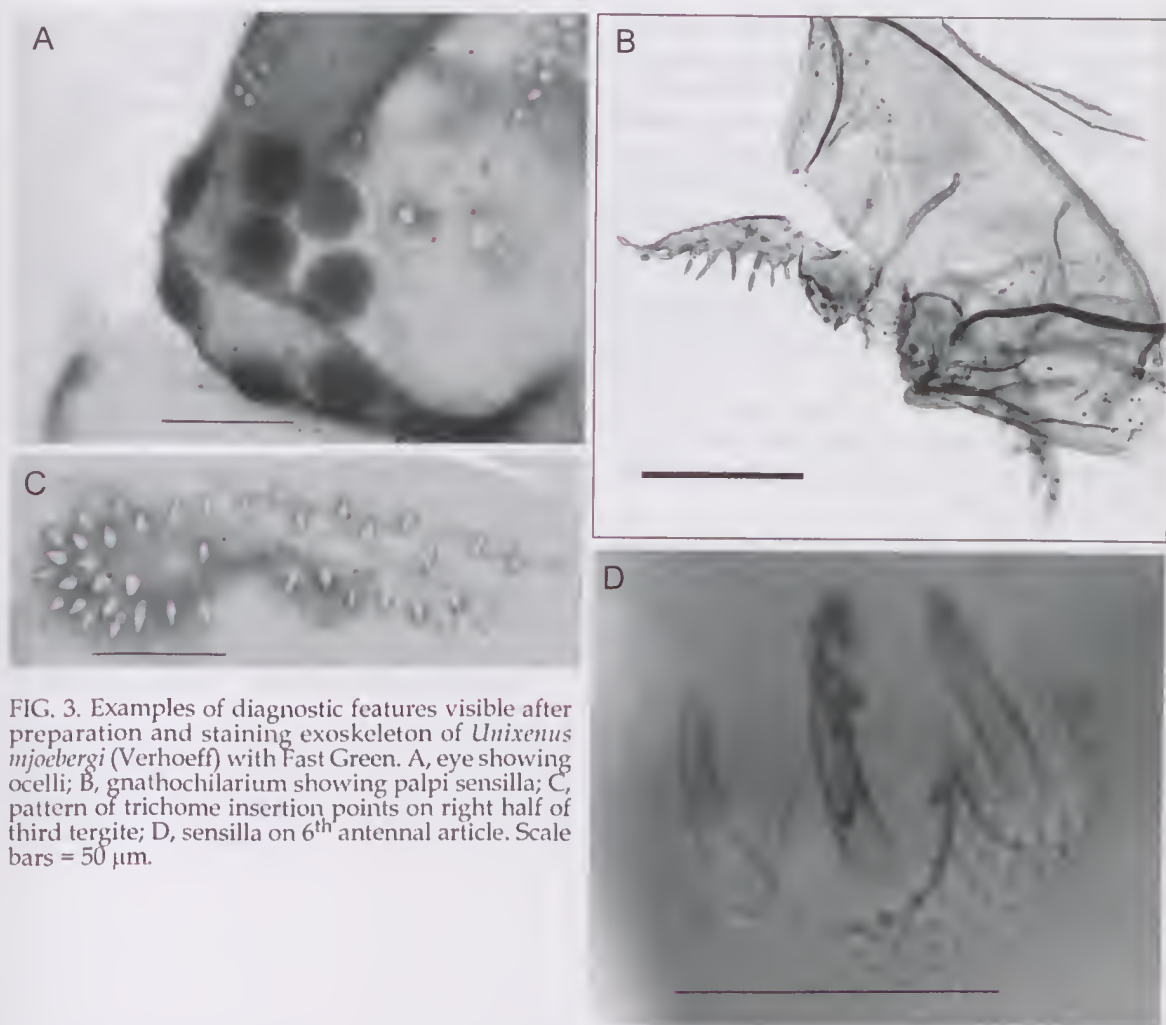 A
B
C
D
FIG. 3. Examples of diagnostic features visible after
preparation and staining exoskeleton of Unixenus
mjoebergi (Verhoeff) with Fast Green. A, eye showing
ocelli; B, gnathochilarium showing palpi sensilla; C,
pattern of trichome insertion points on right half of
third tergite; D, sensilla on 6th antennal article. Scale
bars = 50 µm.